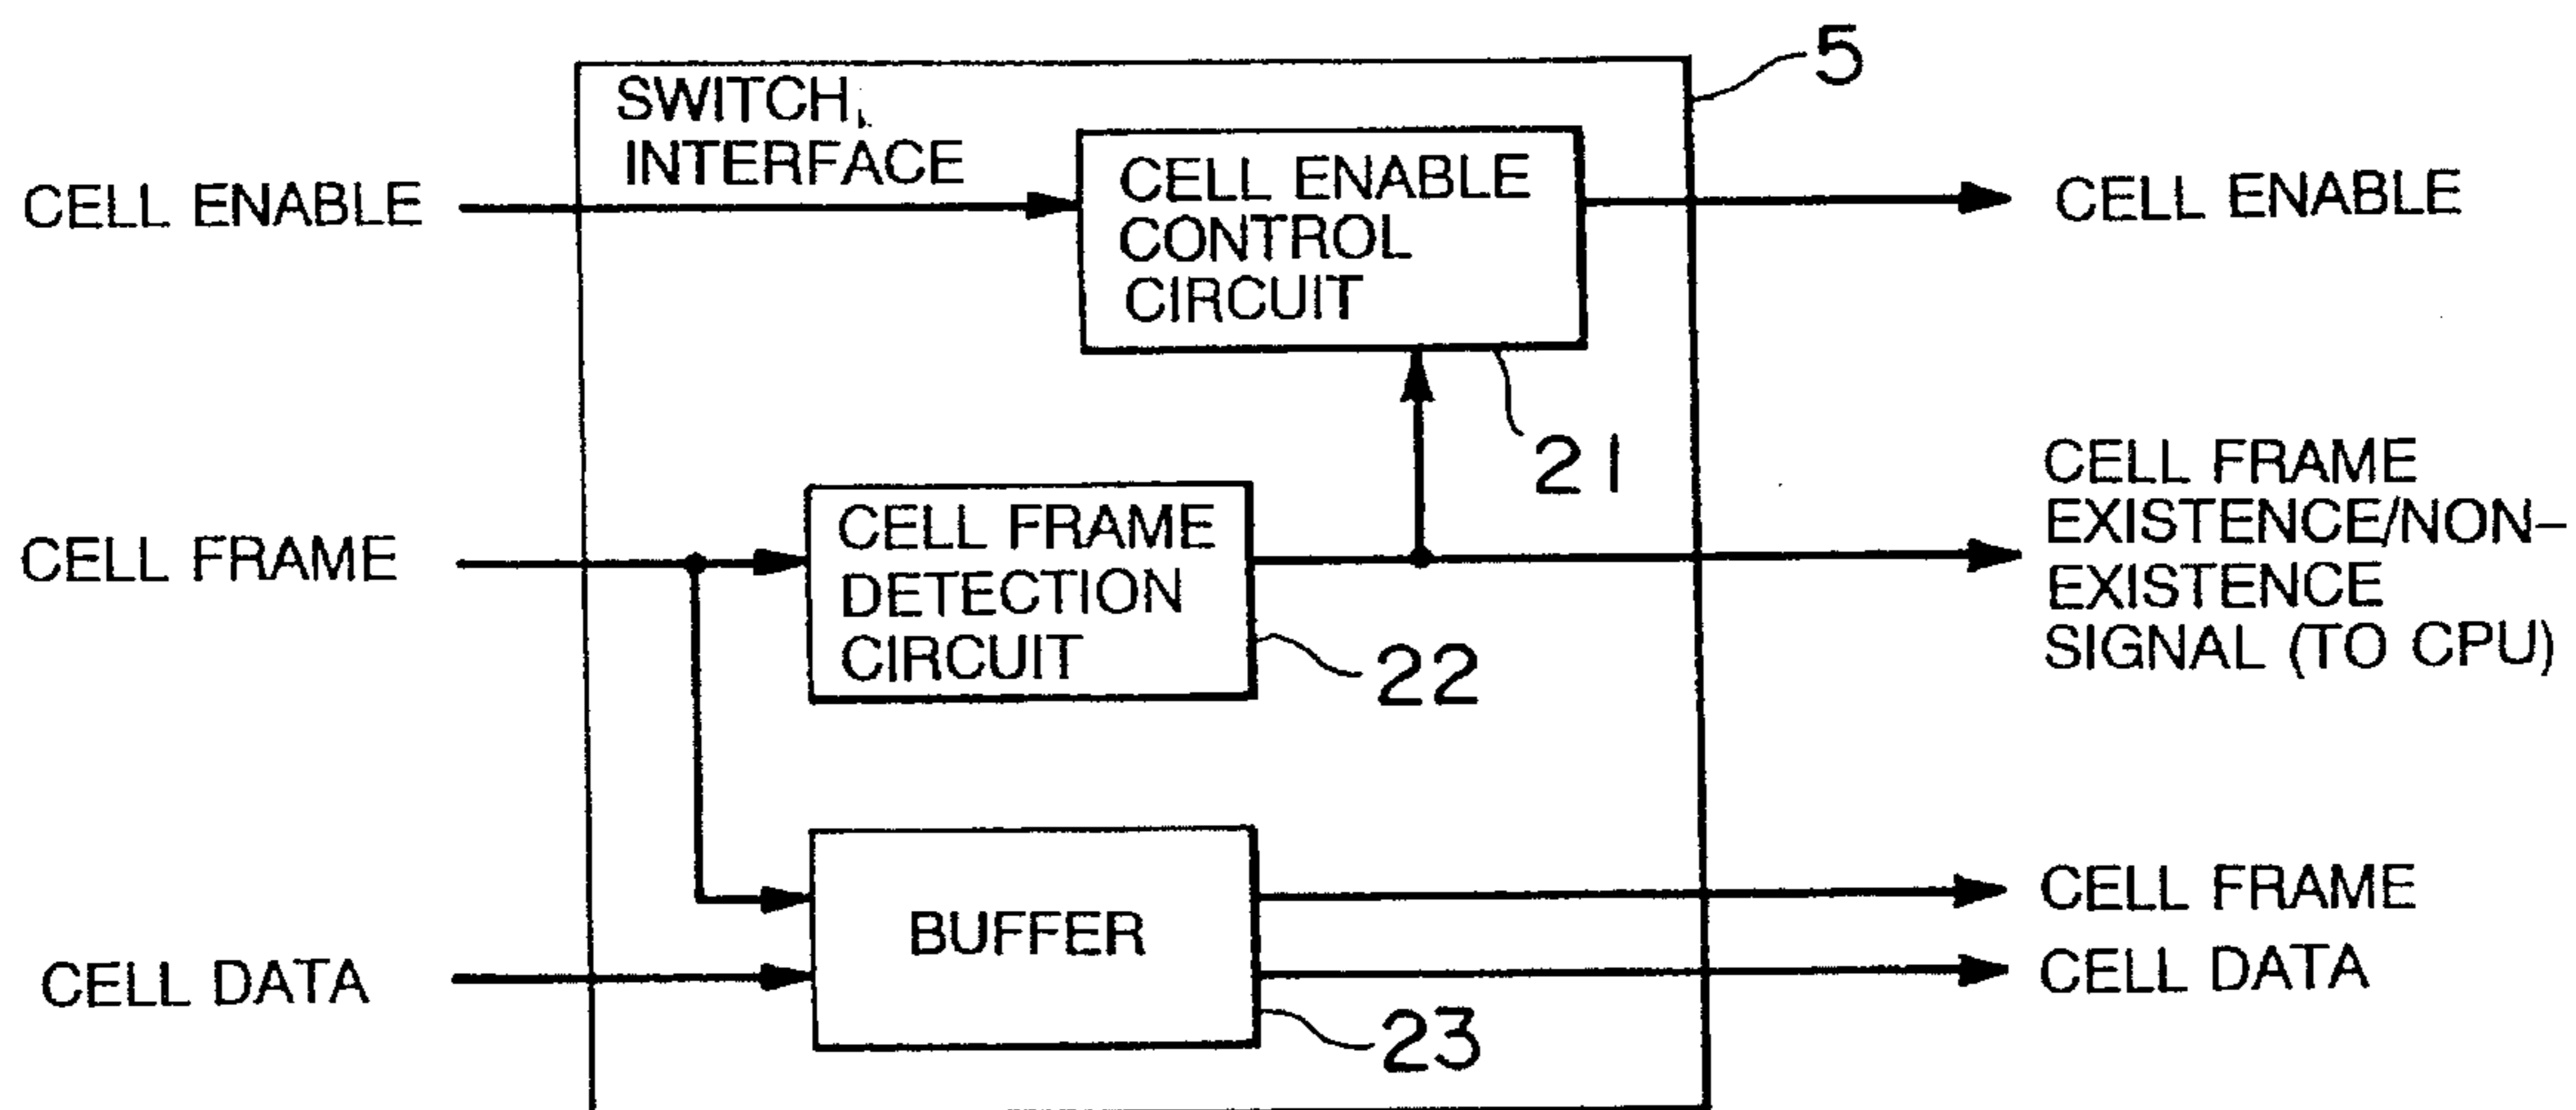 5
SWITCH
INTERFACE
CELL ENABLE
CELL ENABLE
CONTROL
CIRCUIT
CELL ENABLE
21
CELL FRAME
CELL FRAME
DETECTION
CIRCUIT
22
CELL FRAME
EXISTENCE/NON–
EXISTENCE
SIGNAL (TO CPU)
BUFFER
23
CELL DATA
CELL FRAME
CELL DATA